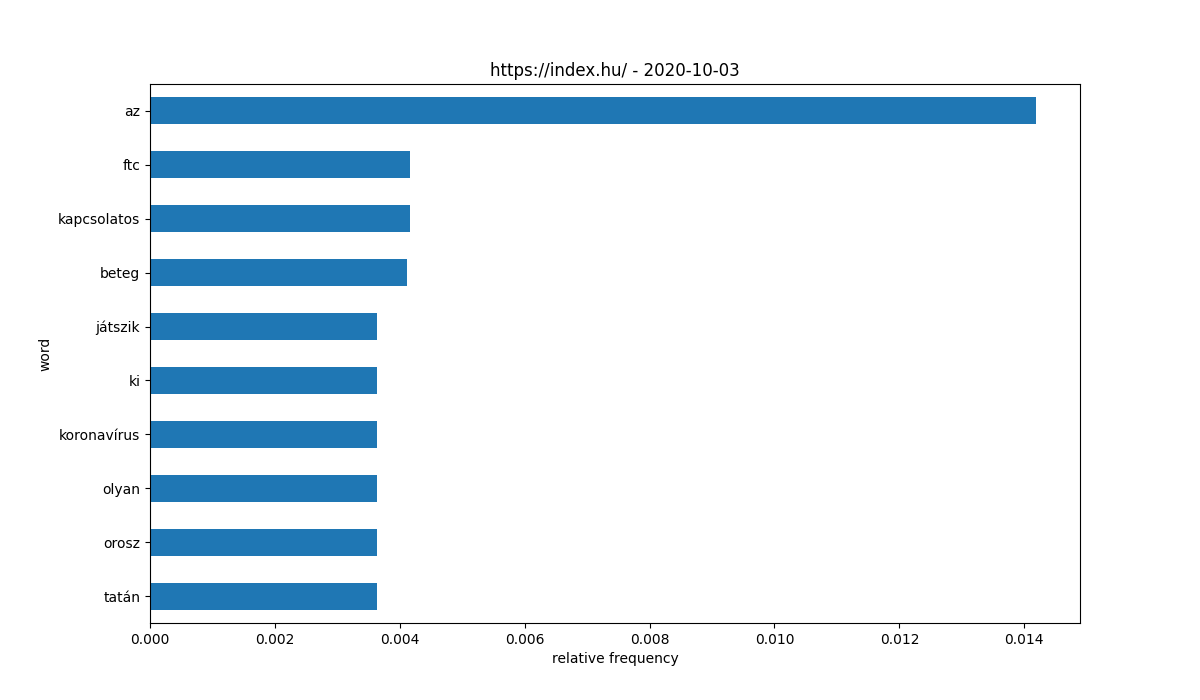 https://index.hu/ - 2020-10-03
az
ftc
kapcsolatos
beteg
játszik
ki
koronavírus
olyan
orosz
tatán
word
0.000 0.002 0.004 0.006 0.008 0.010 0.012 0.014
relative frequency